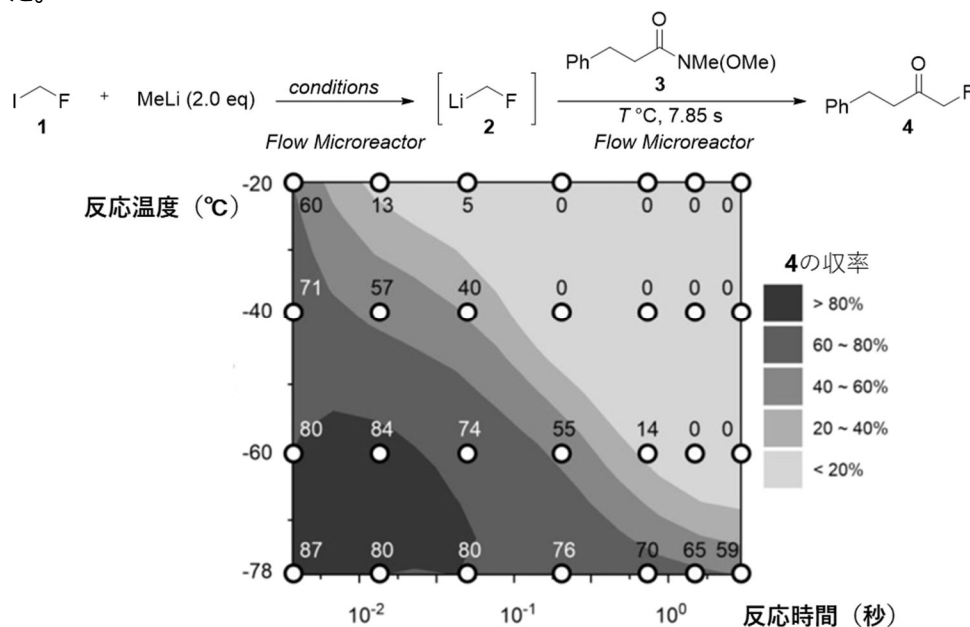 た。
O
Ph NMe(OMe)
3
I F + MeLi (2.0 eq) conditions Li F
1 2
T °C, 7.85 s
Flow Microreactor Flow Microreactor
O
Ph F
4
反応温度（℃）
-20
60 13 5 0 0 0 0
71 57 40 0 0 0 0
-40
80 84 74 55 14 0 0
-60
87 80 80 76 70 65 59
-78
10-2 10-1 100 反応時間（秒）
4の収率
> 80%
60 ~ 80%
40 ~ 60%
20 ~ 40%
< 20%